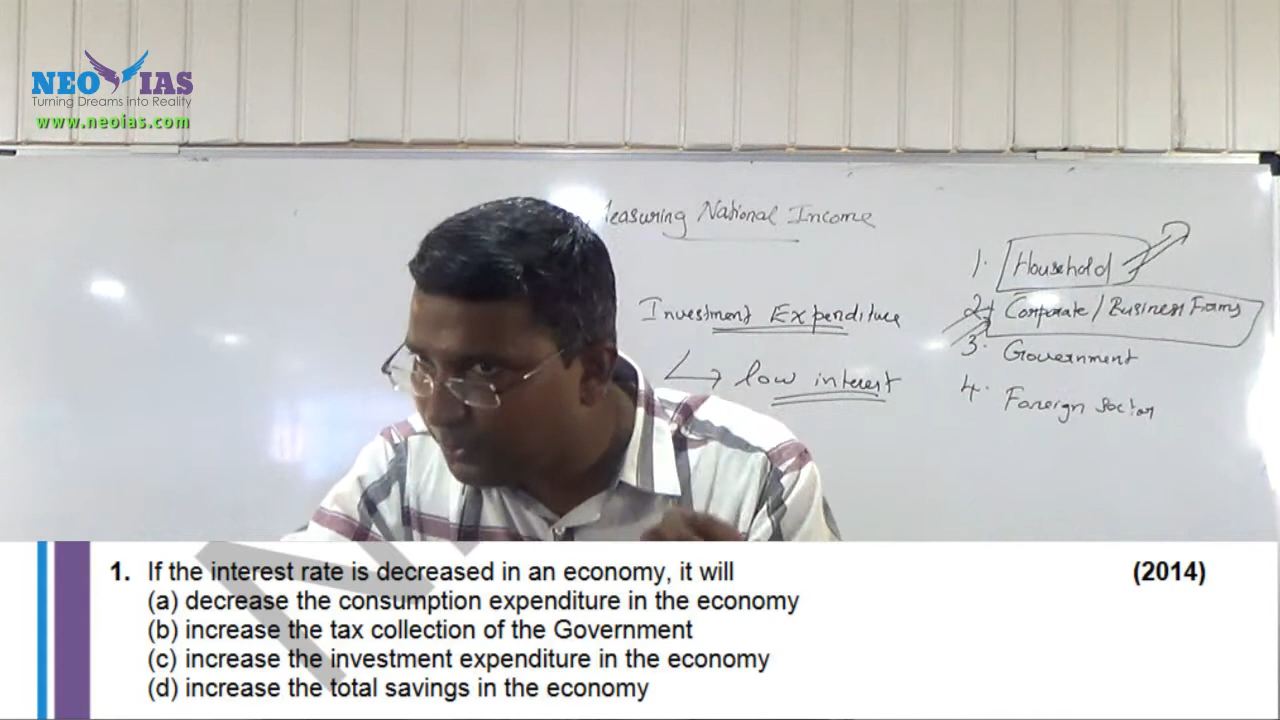 NEO IAS
Turning Dreams into Reality
www.neoias.com
Measuring National Income
Investment Expenditure
low interest
1. Household
2. Corporate / Business Firms
3. Government
4. Foreign Sector
1. If the interest rate is decreased in an economy, it will (2014)
(a) decrease the consumption expenditure in the economy
(b) increase the tax collection of the Government
(c) increase the investment expenditure in the economy
(d) increase the total savings in the economy